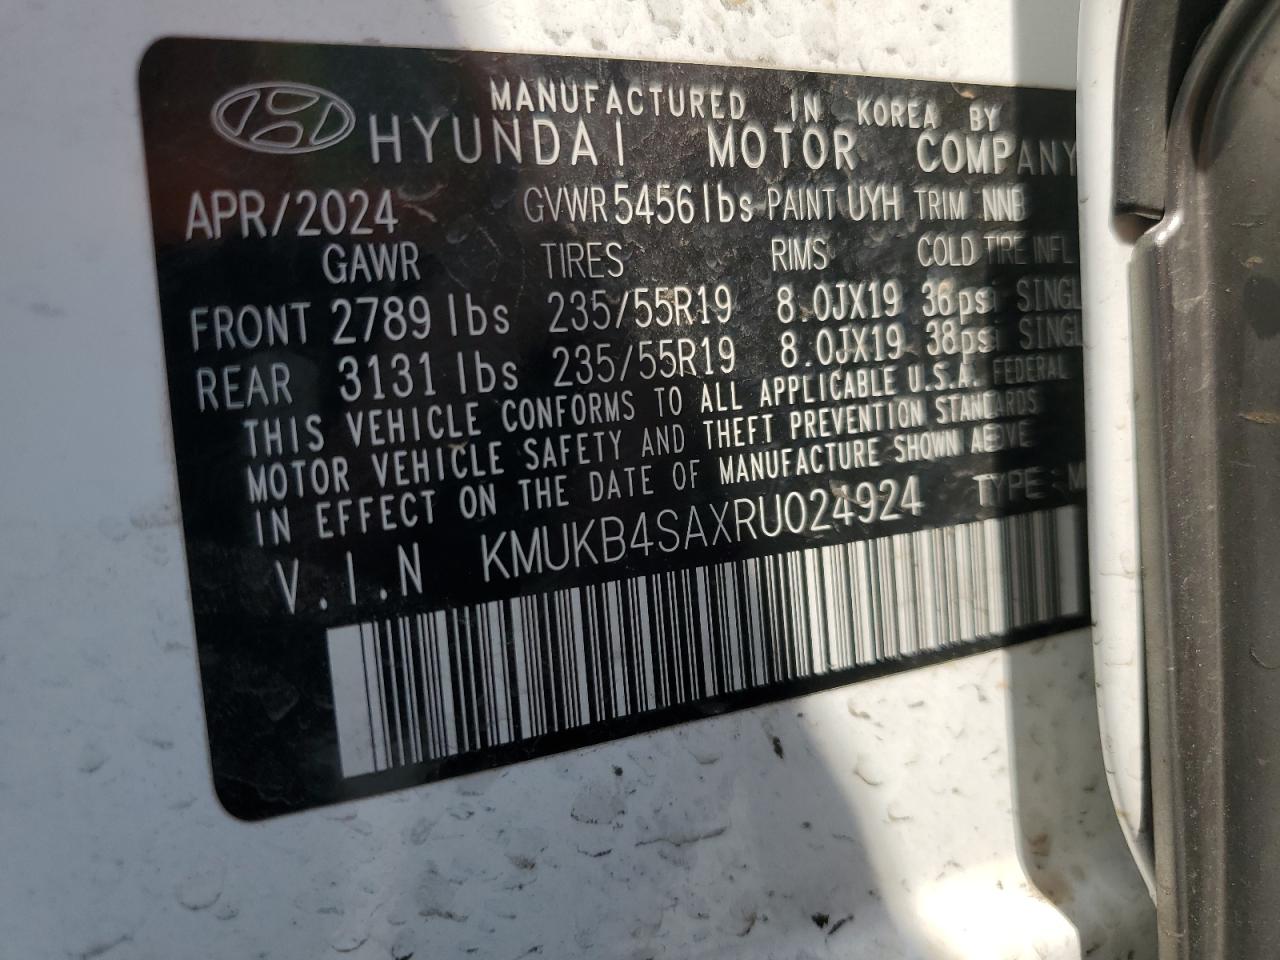 MANUFACTURED IN KOREA BY
HYUNDAI MOTOR COMPANY
APR/2024 GVWR 5456lbs PAINT UYH TRIM NNB
GAWR TIRES RIMS COLD TIRE INFL
FRONT 2789 lbs 235/55R19 8.0JX19 36psi SINGL
REAR 3131 lbs 235/55R19 8.0JX19 38psi SINGL
THIS VEHICLE CONFORMS TO ALL APPLICABLE U.S.A. FEDERAL
MOTOR VEHICLE SAFETY AND THEFT PREVENTION STANDARDS
IN EFFECT ON THE DATE OF MANUFACTURE SHOWN ABOVE
V.I.N KMUKB4SAXRU024924 TYPE: M